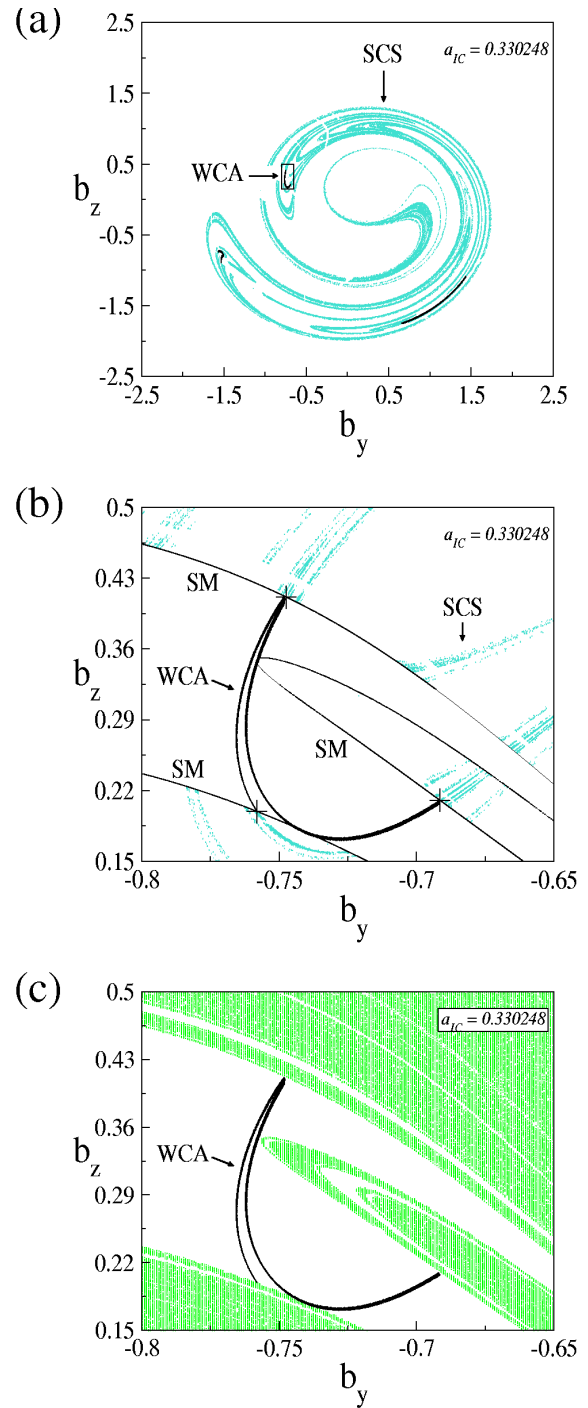 (a)
2.5
a_IC = 0.330248
SCS
1.5
WCA
0.5
b_z
-0.5
-1.5
-2.5
-2.5 -1.5 -0.5 0.5 1.5 2.5
b_y
(b)
0.5
a_IC = 0.330248
SM
0.43
SCS
0.36
WCA
b_z
0.29
SM
SM
0.22
0.15
-0.8 -0.75 -0.7 -0.65
b_y
(c)
0.5
a_IC = 0.330248
0.43
WCA
0.36
b_z
0.29
0.22
0.15
-0.8 -0.75 -0.7 -0.65
b_y